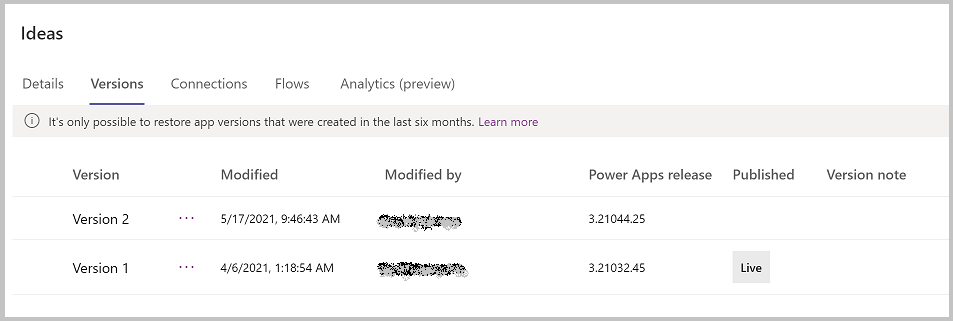 Ideas
Details Versions Connections Flows Analytics (preview)
It's only possible to restore app versions that were created in the last six months. Learn more
Version Modified Modified by Power Apps release Published Version note
Version 2 ... 5/17/2021, 9:46:43 AM 3.21044.25
Version 1 ... 4/6/2021, 1:18:54 AM 3.21032.45 Live